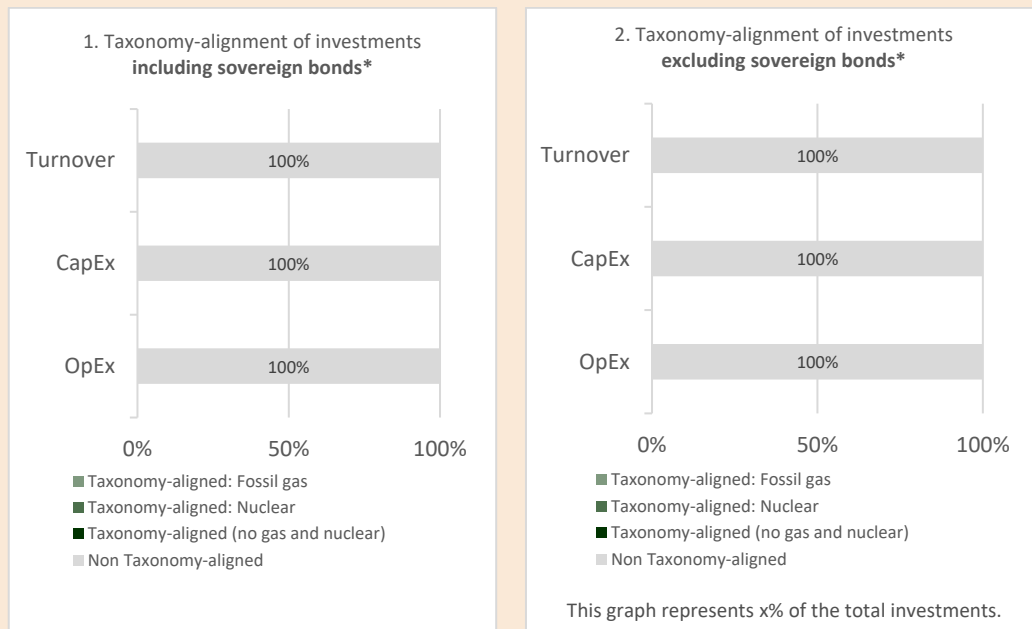 1. Taxonomy-alignment of investments
including sovereign bonds*
Turnover
100%
CapEx
100%
OpEx
100%
0%
50%
100%
Taxonomy-aligned: Fossil gas
Taxonomy-aligned: Nuclear
Taxonomy-aligned (no gas and nuclear)
Non Taxonomy-aligned
2. Taxonomy-alignment of investments
excluding sovereign bonds*
Turnover
100%
CapEx
100%
OpEx
100%
0%
50%
100%
Taxonomy-aligned: Fossil gas
Taxonomy-aligned: Nuclear
Taxonomy-aligned (no gas and nuclear)
Non Taxonomy-aligned
This graph represents x% of the total investments.